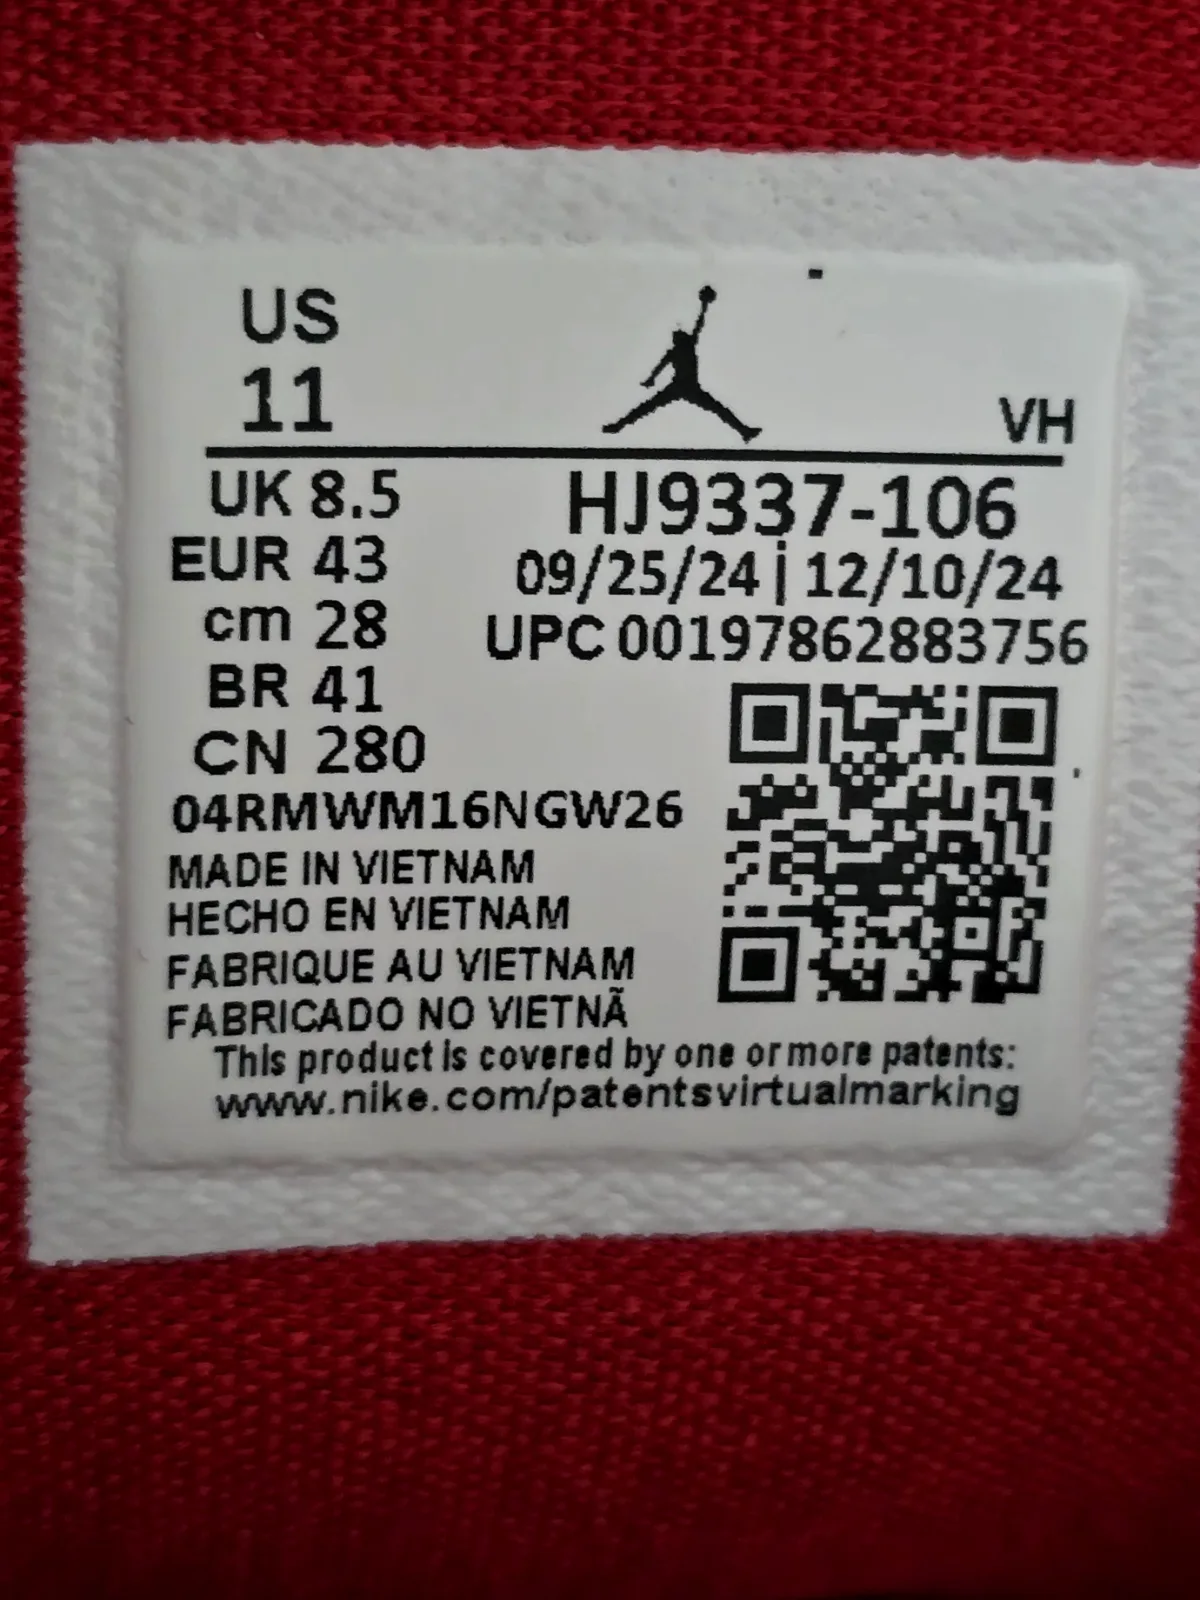 US
11
VH
UK 8.5
HJ9337-106
EUR 43
09/25/24 | 12/10/24
cm 28
UPC 00197862883756
BR 41
CN 280
04RMWM16NGW26
MADE IN VIETNAM
HECHO EN VIETNAM
FABRIQUE AU VIETNAM
FABRICADO NO VIETNÃ
This product is covered by one or more patents:
www.nike.com/patentsvirtualmarking